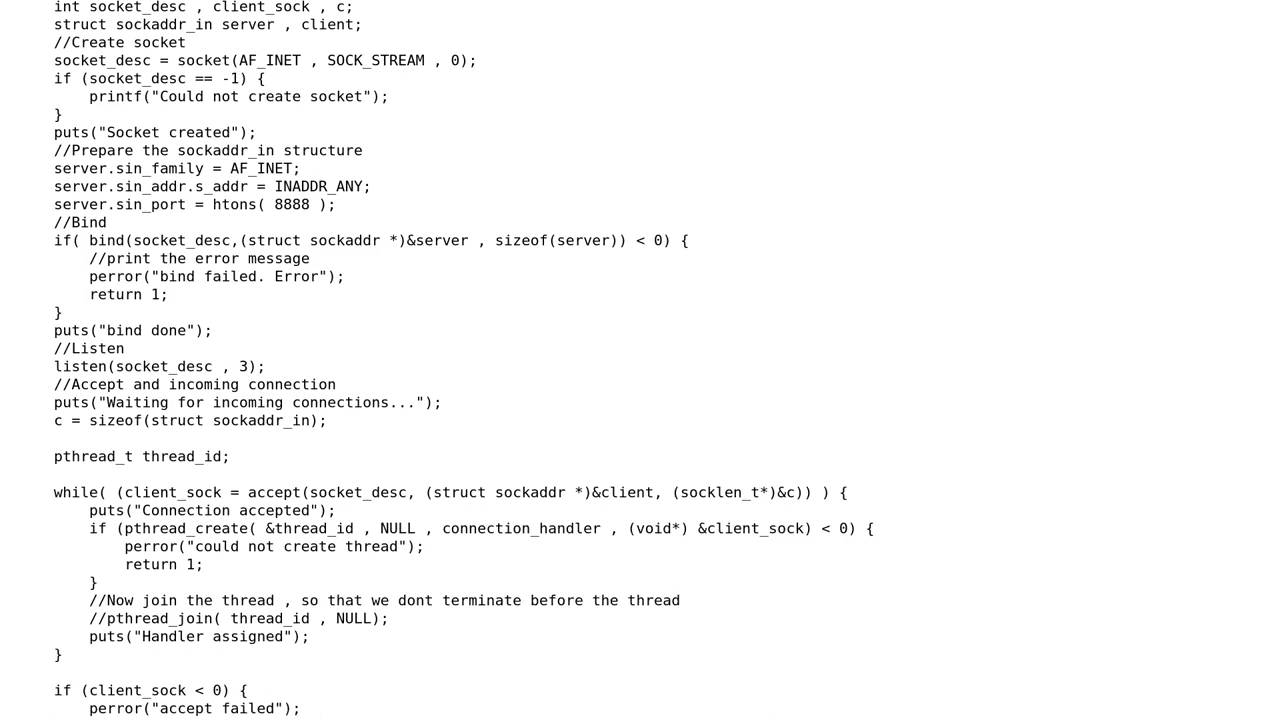 int socket_desc , client_sock , c;
struct sockaddr_in server , client;
//Create socket
socket_desc = socket(AF_INET , SOCK_STREAM , 0);
if (socket_desc == -1) {
    printf("Could not create socket");
}
puts("Socket created");
//Prepare the sockaddr_in structure
server.sin_family = AF_INET;
server.sin_addr.s_addr = INADDR_ANY;
server.sin_port = htons( 8888 );
//Bind
if( bind(socket_desc,(struct sockaddr *)&server , sizeof(server)) < 0) {
    //print the error message
    perror("bind failed. Error");
    return 1;
}
puts("bind done");
//Listen
listen(socket_desc , 3);
//Accept and incoming connection
puts("Waiting for incoming connections...");
c = sizeof(struct sockaddr_in);

pthread_t thread_id;

while( (client_sock = accept(socket_desc, (struct sockaddr *)&client, (socklen_t*)&c)) ) {
    puts("Connection accepted");
    if (pthread_create( &thread_id , NULL , connection_handler , (void*) &client_sock) < 0) {
        perror("could not create thread");
        return 1;
    }
    //Now join the thread , so that we dont terminate before the thread
    //pthread_join( thread_id , NULL);
    puts("Handler assigned");
}

if (client_sock < 0) {
    perror("accept failed");